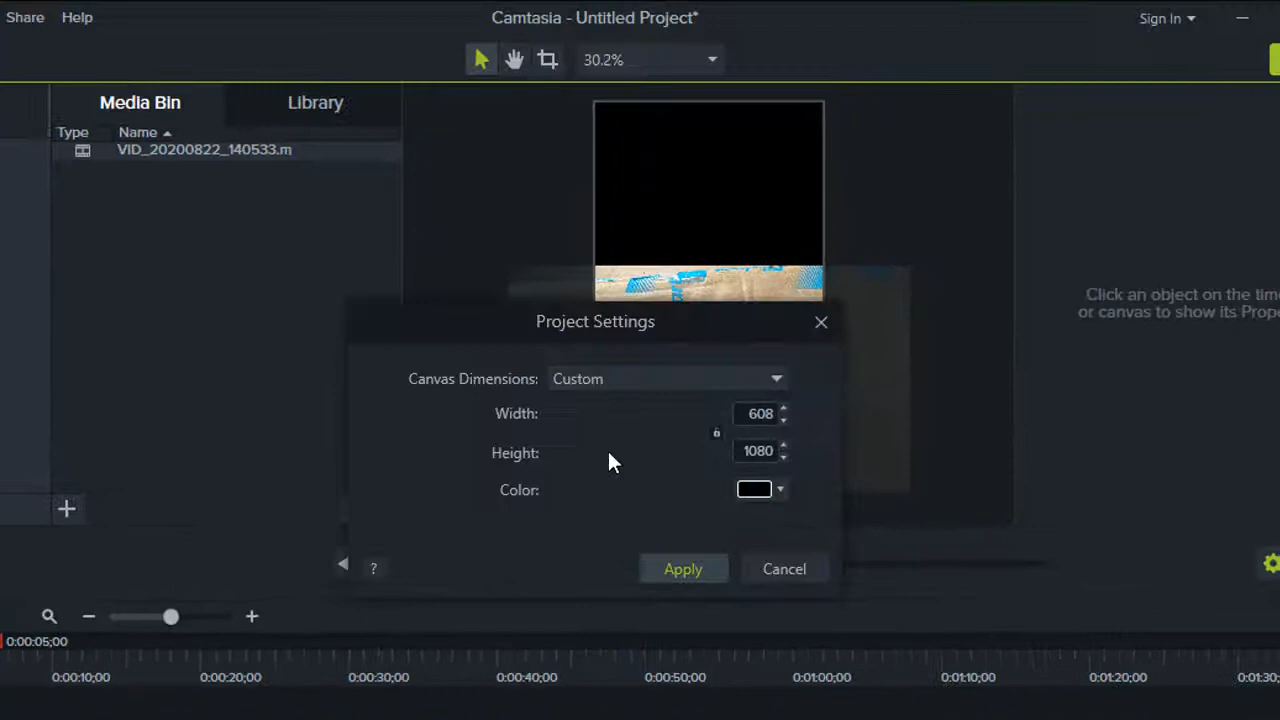 Share Help Camtasia - Untitled Project* Sign In
30.2%
Media Bin Library
Type Name
VID_20200822_140533.m
Click an object on the tim
or canvas to show its Prope
Project Settings
Canvas Dimensions: Custom
Width: 608
Height: 1080
Color:
? Apply Cancel
0:00:05;00
0:00:10;00 0:00:20;00 0:00:30;00 0:00:40;00 0:00:50;00 0:01:00;00 0:01:10;00 0:01:20;00 0:01:30;